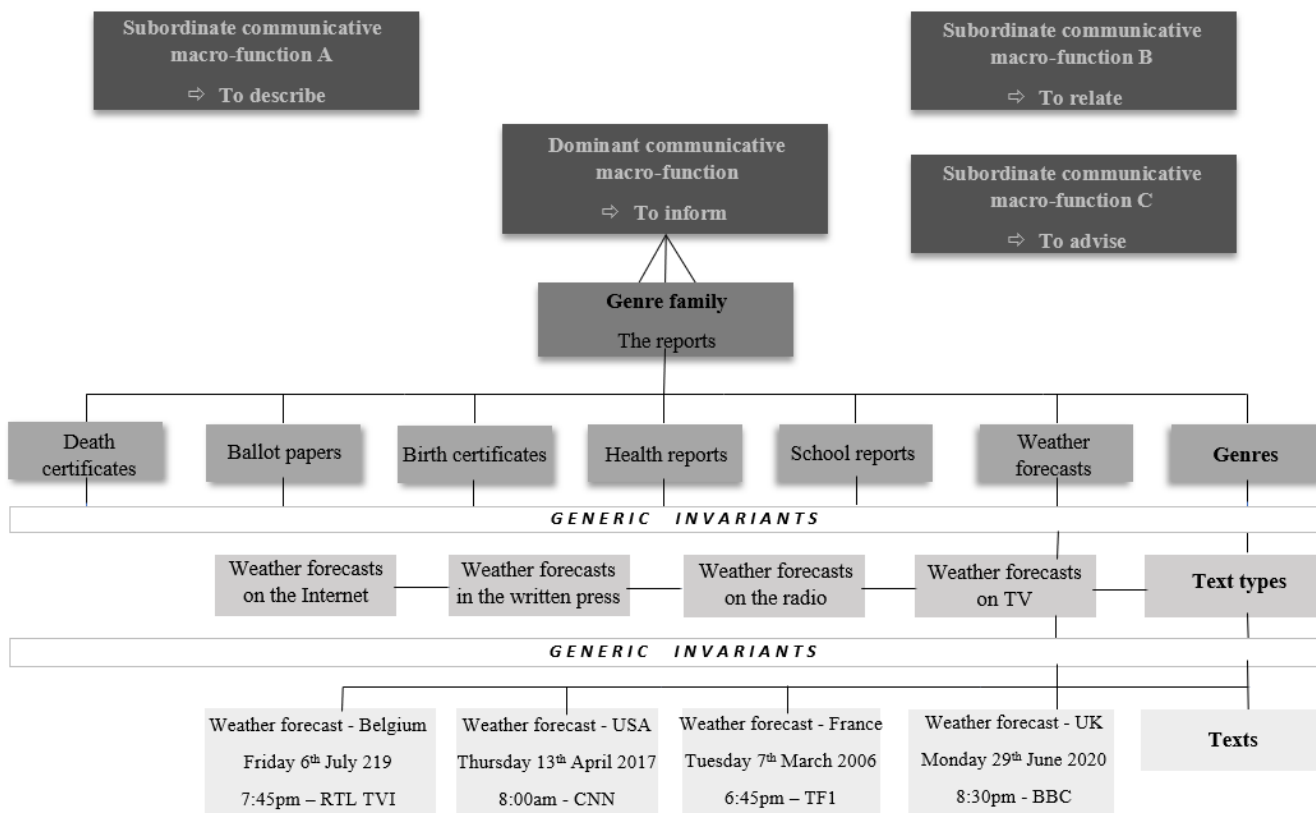 Subordinate communicative
macro-function A
⇨ To describe
Subordinate communicative
macro-function B
⇨ To relate
Dominant communicative
macro-function
⇨ To inform
Subordinate communicative
macro-function C
⇨ To advise
Genre family
The reports
Death
certificates
Ballot papers
Birth certificates
Health reports
School reports
Weather
forecasts
Genres
GENERIC INVARIANTS
Weather forecasts
on the Internet
Weather forecasts
in the written press
Weather forecasts
on the radio
Weather forecasts
on TV
Text types
GENERIC INVARIANTS
Weather forecast - Belgium
Friday 6th July 219
7:45pm – RTL TVI
Weather forecast - USA
Thursday 13th April 2017
8:00am - CNN
Weather forecast - France
Tuesday 7th March 2006
6:45pm – TF1
Weather forecast - UK
Monday 29th June 2020
8:30pm - BBC
Texts